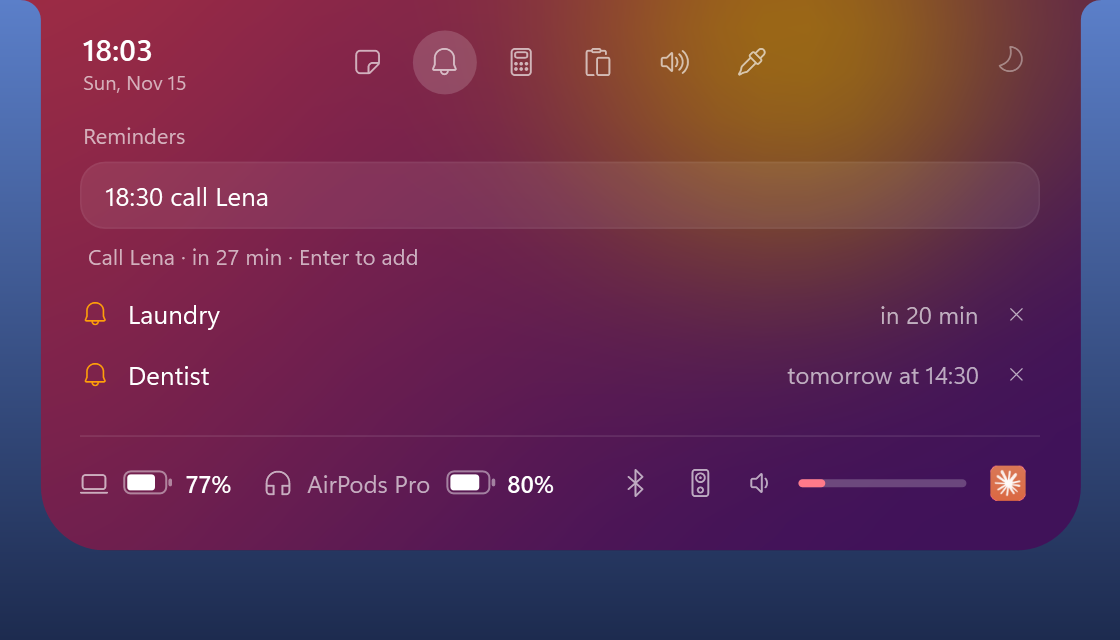 18:03
Sun, Nov 15
Reminders
18:30 call Lena
Call Lena · in 27 min · Enter to add
Laundry in 20 min
Dentist tomorrow at 14:30
77% AirPods Pro 80%